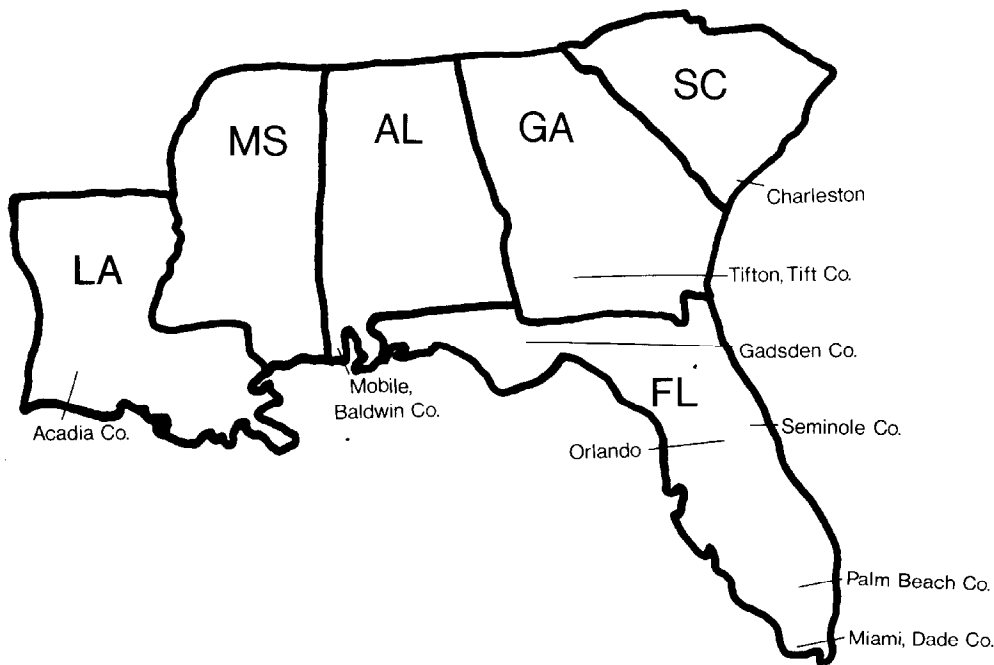 SC
MS
AL
GA
Charleston
LA
Tifton, Tift Co.
Gadsden Co.
Mobile,
Baldwin Co.
FL
Acadia Co.
Seminole Co.
Orlando
Palm Beach Co.
Miami, Dade Co.